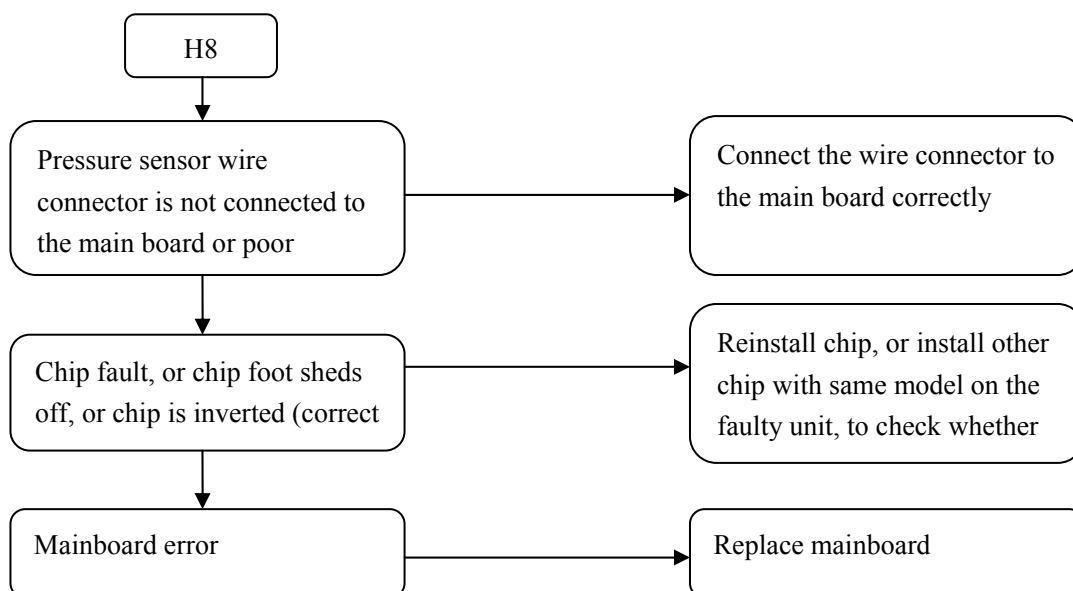 H8
Pressure sensor wire
connector is not connected to
the main board or poor
Connect the wire connector to
the main board correctly
Chip fault, or chip foot sheds
off, or chip is inverted (correct
Reinstall chip, or install other
chip with same model on the
faulty unit, to check whether
Mainboard error
Replace mainboard